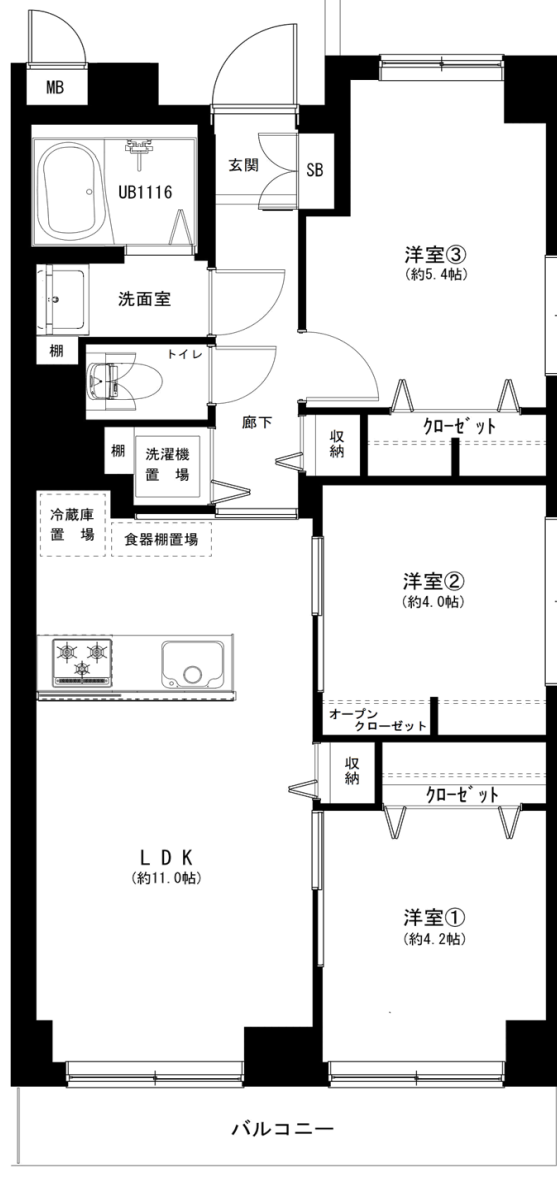 MB
UB1116
玄関
SB
洋室③
(約5.4帖)
洗面室
棚
トイレ
廊下
収納
クローゼット
棚
洗濯機
置場
冷蔵庫
置場
食器棚置場
洋室②
(約4.0帖)
オープン
クローゼット
収納
クローゼット
LDK
(約11.0帖)
洋室①
(約4.2帖)
バルコニー